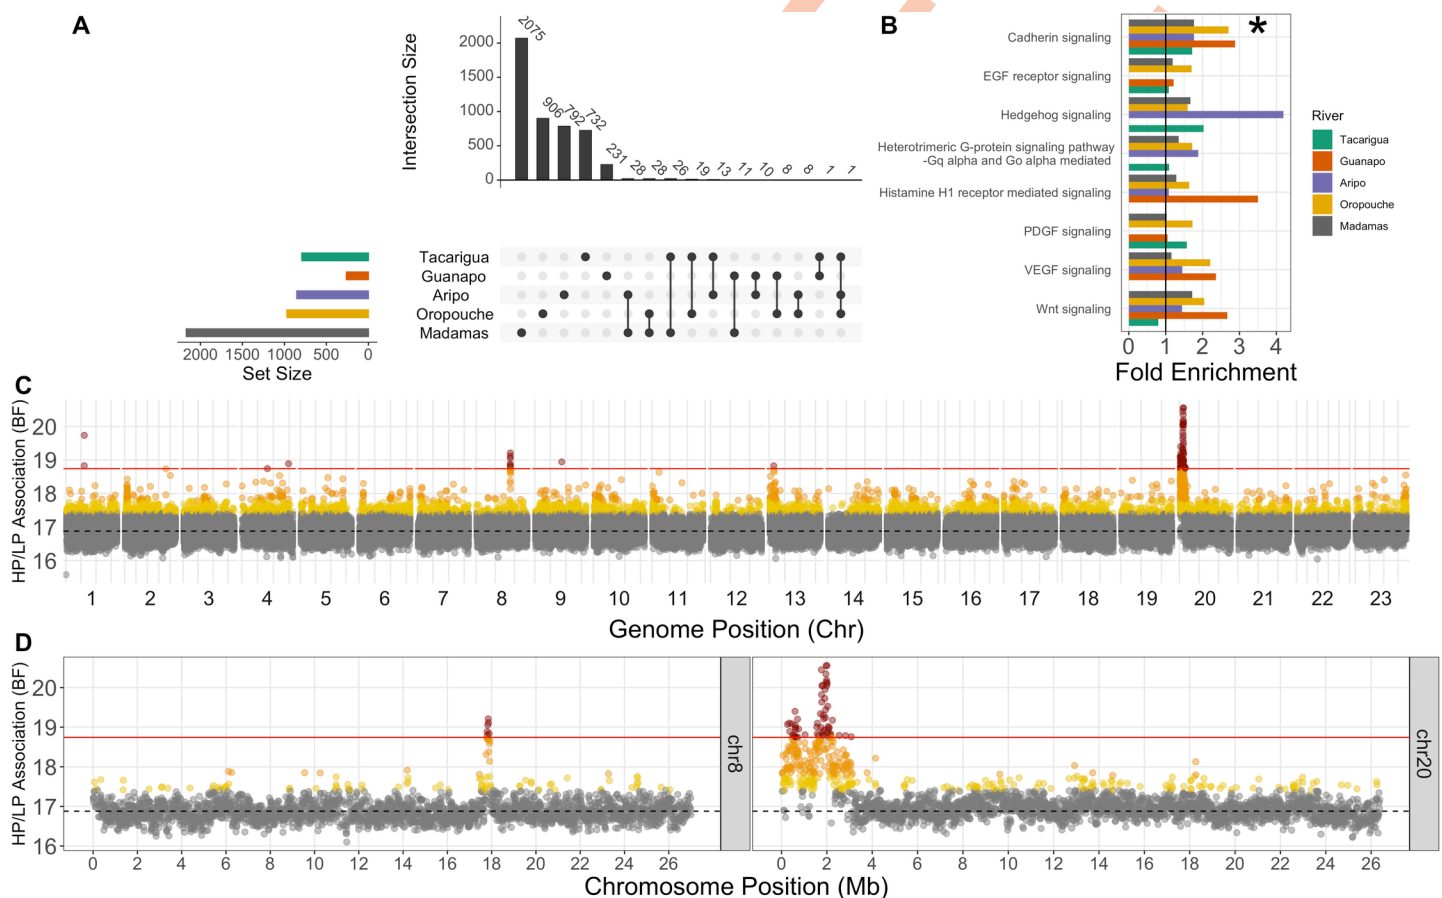 A
Intersection Size
2000
1500
1000
500
0
2075
906
792
732
231
28
28
26
19
13
11
10
8
8
1
1
Tacarigua
Guanapo
Aripo
Oropouche
Madamas
2000 1500 1000 500 0
Set Size
B
Cadherin signaling
EGF receptor signaling
Hedgehog signaling
Heterotrimeric G-protein signaling pathway
-Gq alpha and Go alpha mediated
Histamine H1 receptor mediated signaling
PDGF signaling
VEGF signaling
Wnt signaling
*
0 1 2 3 4
Fold Enrichment
River
Tacarigua
Guanapo
Aripo
Oropouche
Madamas
C
HP/LP Association (BF)
20
19
18
17
16
1 2 3 4 5 6 7 8 9 10 11 12 13 14 15 16 17 18 19 20 21 22 23
Genome Position (Chr)
D
HP/LP Association (BF)
20
19
18
17
16
chr8
chr20
0 2 4 6 8 10 12 14 16 18 20 22 24 26
0 2 4 6 8 10 12 14 16 18 20 22 24 26
Chromosome Position (Mb)